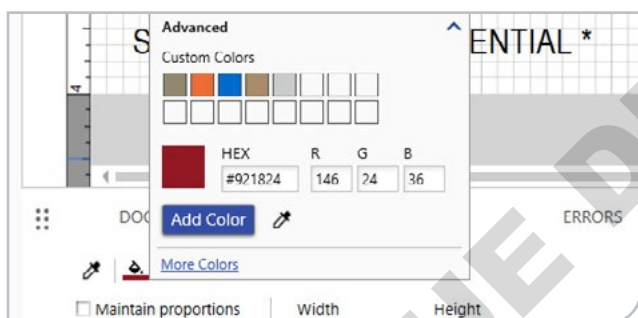 Advanced
S ENTIAL *
Custom Colors
4
HEX R G B
#921824 146 24 36
DOC ERRORS
Add Color
More Colors
Maintain proportions Width Height